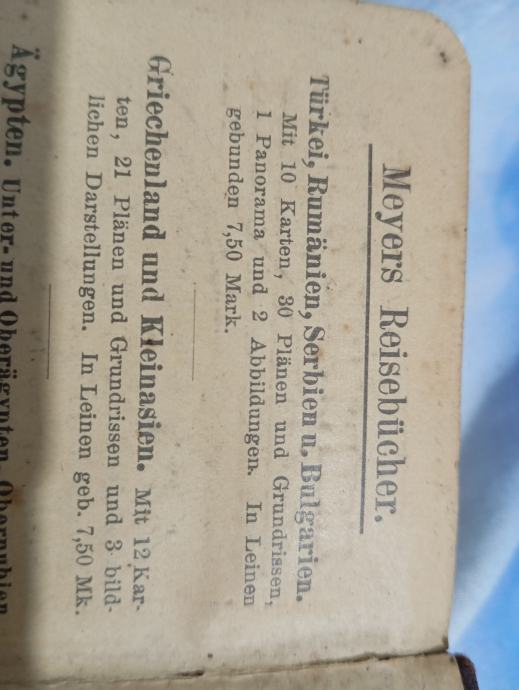 Meyers Reisebücher.
Türkei, Rumänien, Serbien u. Bulgarien.
Mit 10 Karten, 30 Plänen und Grundrissen,
1 Panorama und 2 Abbildungen. In Leinen
gebunden 7,50 Mark.
Griechenland und Kleinasien. Mit 12 Kar-
ten, 21 Plänen und Grundrissen und 3 bild-
lichen Darstellungen. In Leinen geb. 7,50 Mk.
Ägypten. Unter- und Oberägypten, Obernubien